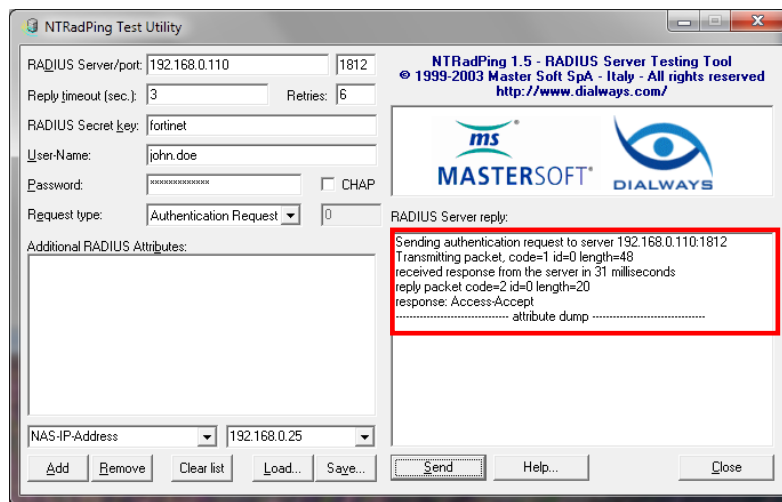 NTRadPing Test Utility
RADIUS Server/port: 192.168.0.110 1812
Reply timeout (sec.): 3 Retries: 6
RADIUS Secret key: fortinet
User-Name: john.doe
Password: xxxxxxxxxxxxx CHAP
Request type: Authentication Request 0
Additional RADIUS Attributes:
NAS-IP-Address 192.168.0.25
Add Remove Clear list Load... Save...
NTRadPing 1.5 - RADIUS Server Testing Tool
© 1999-2003 Master Soft SpA - Italy - All rights reserved
http://www.dialways.com/
ms
MASTERSOFT DIALWAYS
RADIUS Server reply:
Sending authentication request to server 192.168.0.110:1812
Transmitting packet, code=1 id=0 length=48
received response from the server in 31 milliseconds
reply packet code=2 id=0 length=20
response: Access-Accept
-------------------------------- attribute dump --------------------------------
Send Help... Close